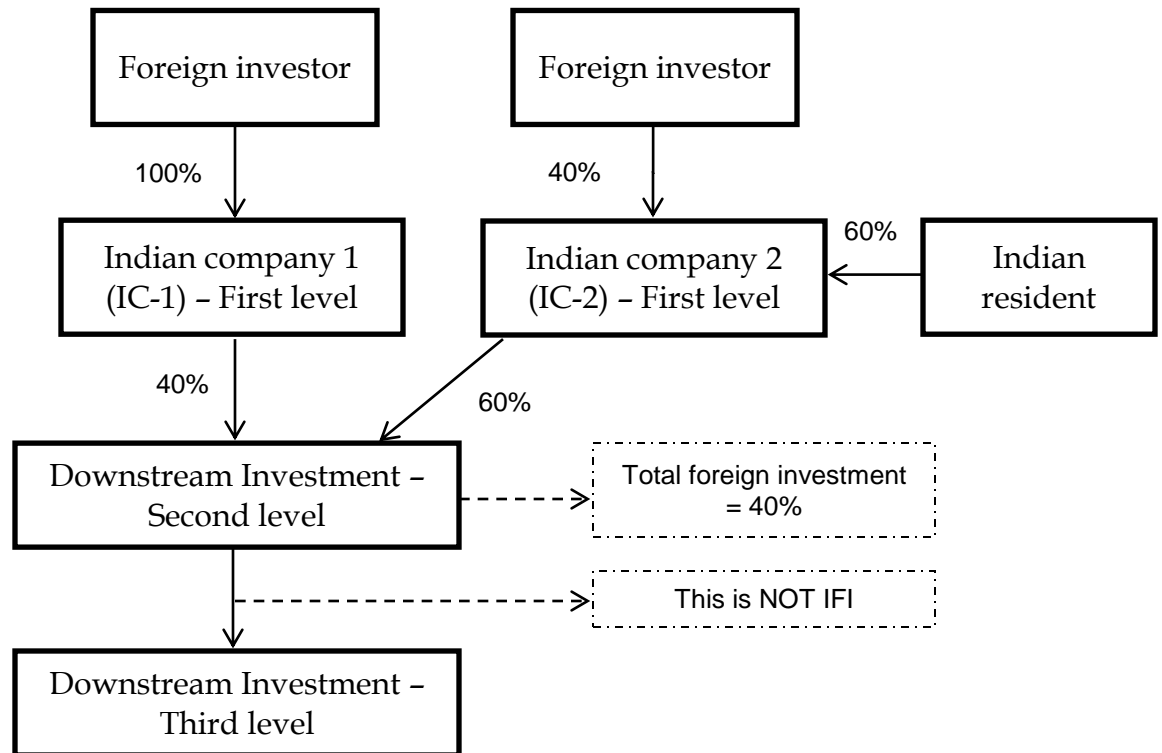 Foreign investor
Foreign investor
100%
40%
60%
Indian company 1
(IC-1) – First level
Indian company 2
(IC-2) – First level
Indian
resident
40%
60%
Downstream Investment –
Second level
Total foreign investment
= 40%
This is NOT IFI
Downstream Investment –
Third level